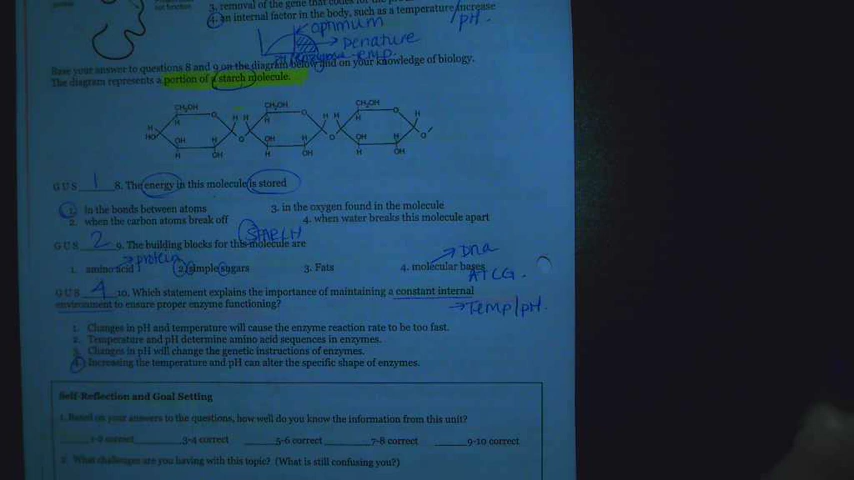 not function
3. removal of the gene that codes for the
4. an internal factor in the body, such as a temperature/increase
pH.
optimum
Denature
Base your answer to questions 8 and 9 on the diagram below and on your knowledge of biology.
The diagram represents a portion of a starch molecule.
CH₂OH CH₂OH CH₂OH
O O O
H H H H H H H
H H H
HO OH H O OH H O OH H O
H OH H OH H OH
G U S 1 8. The energy in this molecule is stored
1. in the bonds between atoms 3. in the oxygen found in the molecule
2. when the carbon atoms break off 4. when water breaks this molecule apart
STARCH
G U S 2 9. The building blocks for this molecule are
protein DNA
1. amino acid 2. simple sugars 3. Fats 4. molecular bases
ATCG.
G U S 4 10. Which statement explains the importance of maintaining a constant internal
environment to ensure proper enzyme functioning?
Temp/pH.
1. Changes in pH and temperature will cause the enzyme reaction rate to be too fast.
2. Temperature and pH determine amino acid sequences in enzymes.
3. Changes in pH will change the genetic instructions of enzymes.
4. Increasing the temperature and pH can alter the specific shape of enzymes.
Self-Reflection and Goal Setting
1. Based on your answers to the questions, how well do you know the information from this unit?
1-2 correct 3-4 correct 5-6 correct 7-8 correct 9-10 correct
2. What challenges are you having with this topic? (What is still confusing you?)